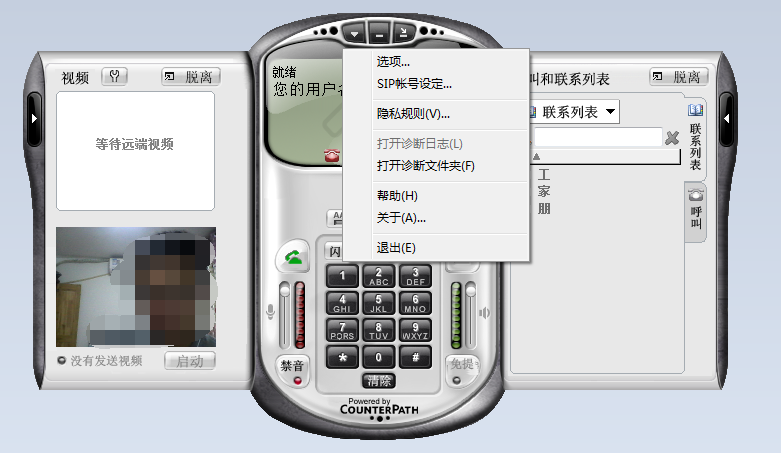 视频
脱离
等待远端视频
没有发送视频
启动
就绪
您的用户
选项...
SIP帐号设定...
隐私规则(V)...
打开诊断日志(L)
打开诊断文件夹(F)
帮助(H)
关于(A)...
退出(E)
闪
1
2
ABC
3
DEF
4
GHI
5
JKL
6
MNO
7
PQRS
8
TUV
9
WXYZ
*
0
#
禁音
清除
免提
Powered by
COUNTERPATH
叫和联系列表
脱离
联系列表
工
家
朋
联系列表
呼叫